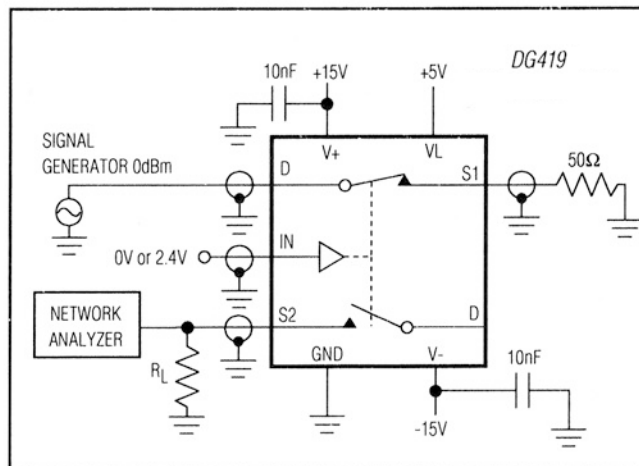 DG419
10nF
+15V
+5V
SIGNAL
GENERATOR 0dBm
V+
VL
D
S1
50Ω
0V or 2.4V
IN
NETWORK
ANALYZER
S2
D
RL
GND
V-
10nF
-15V